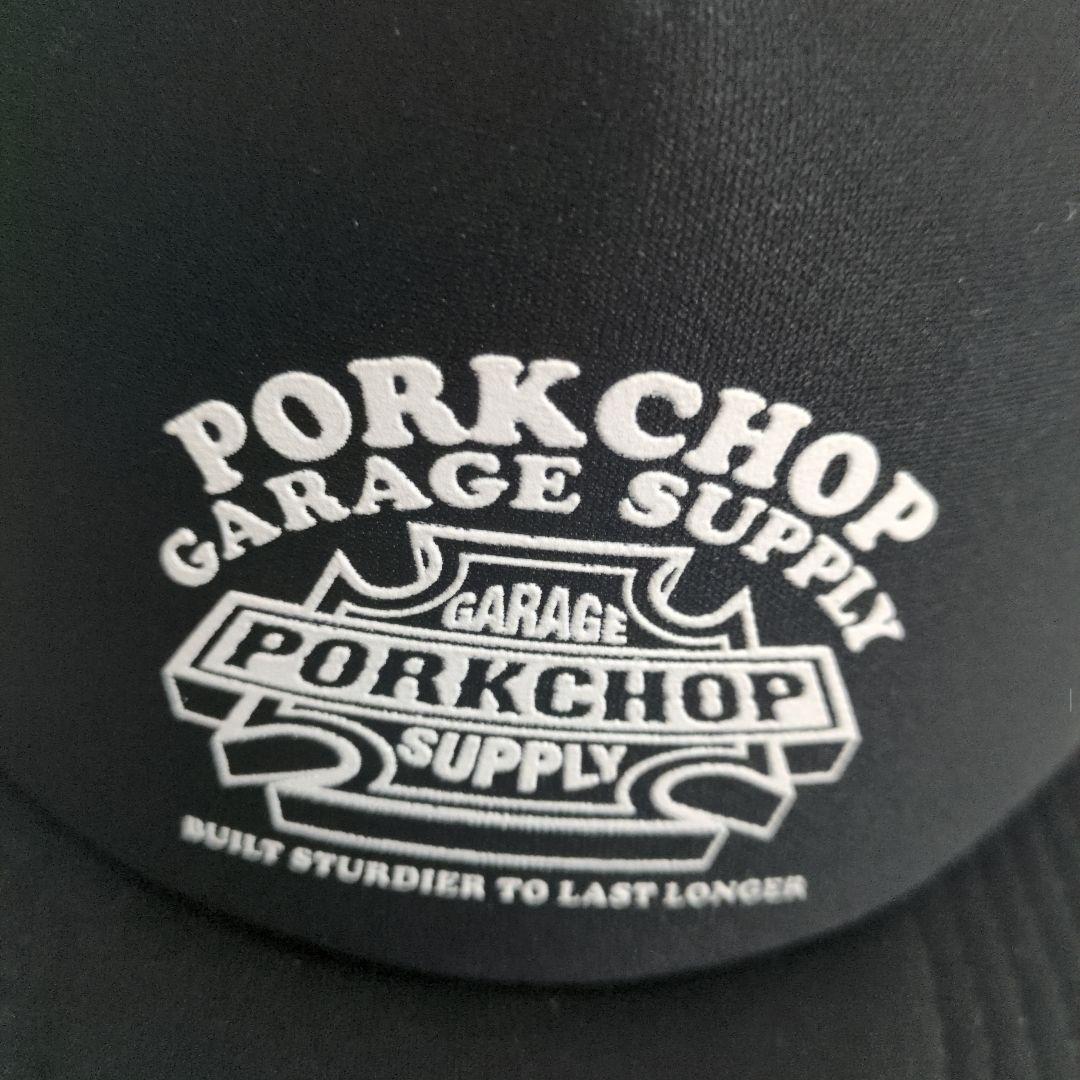 PORKCHOP
GARAGE SUPPLY
GARAGE
PORKCHOP
SUPPLY
BUILT STURDIER TO LAST LONGER